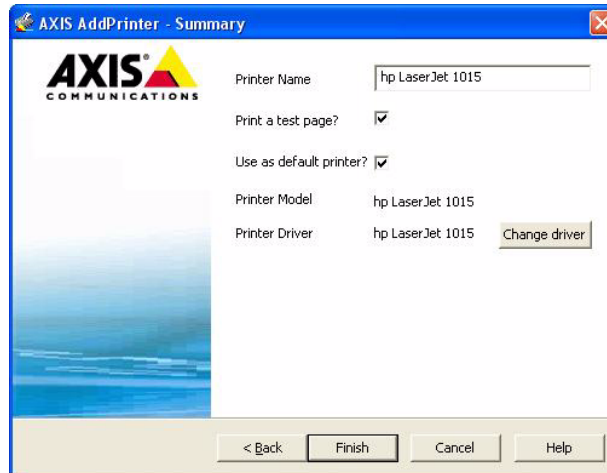 AXIS AddPrinter - Summary
AXIS
COMMUNICATIONS
Printer Name hp LaserJet 1015
Print a test page?
Use as default printer?
Printer Model hp LaserJet 1015
Printer Driver hp LaserJet 1015 Change driver
< Back Finish Cancel Help